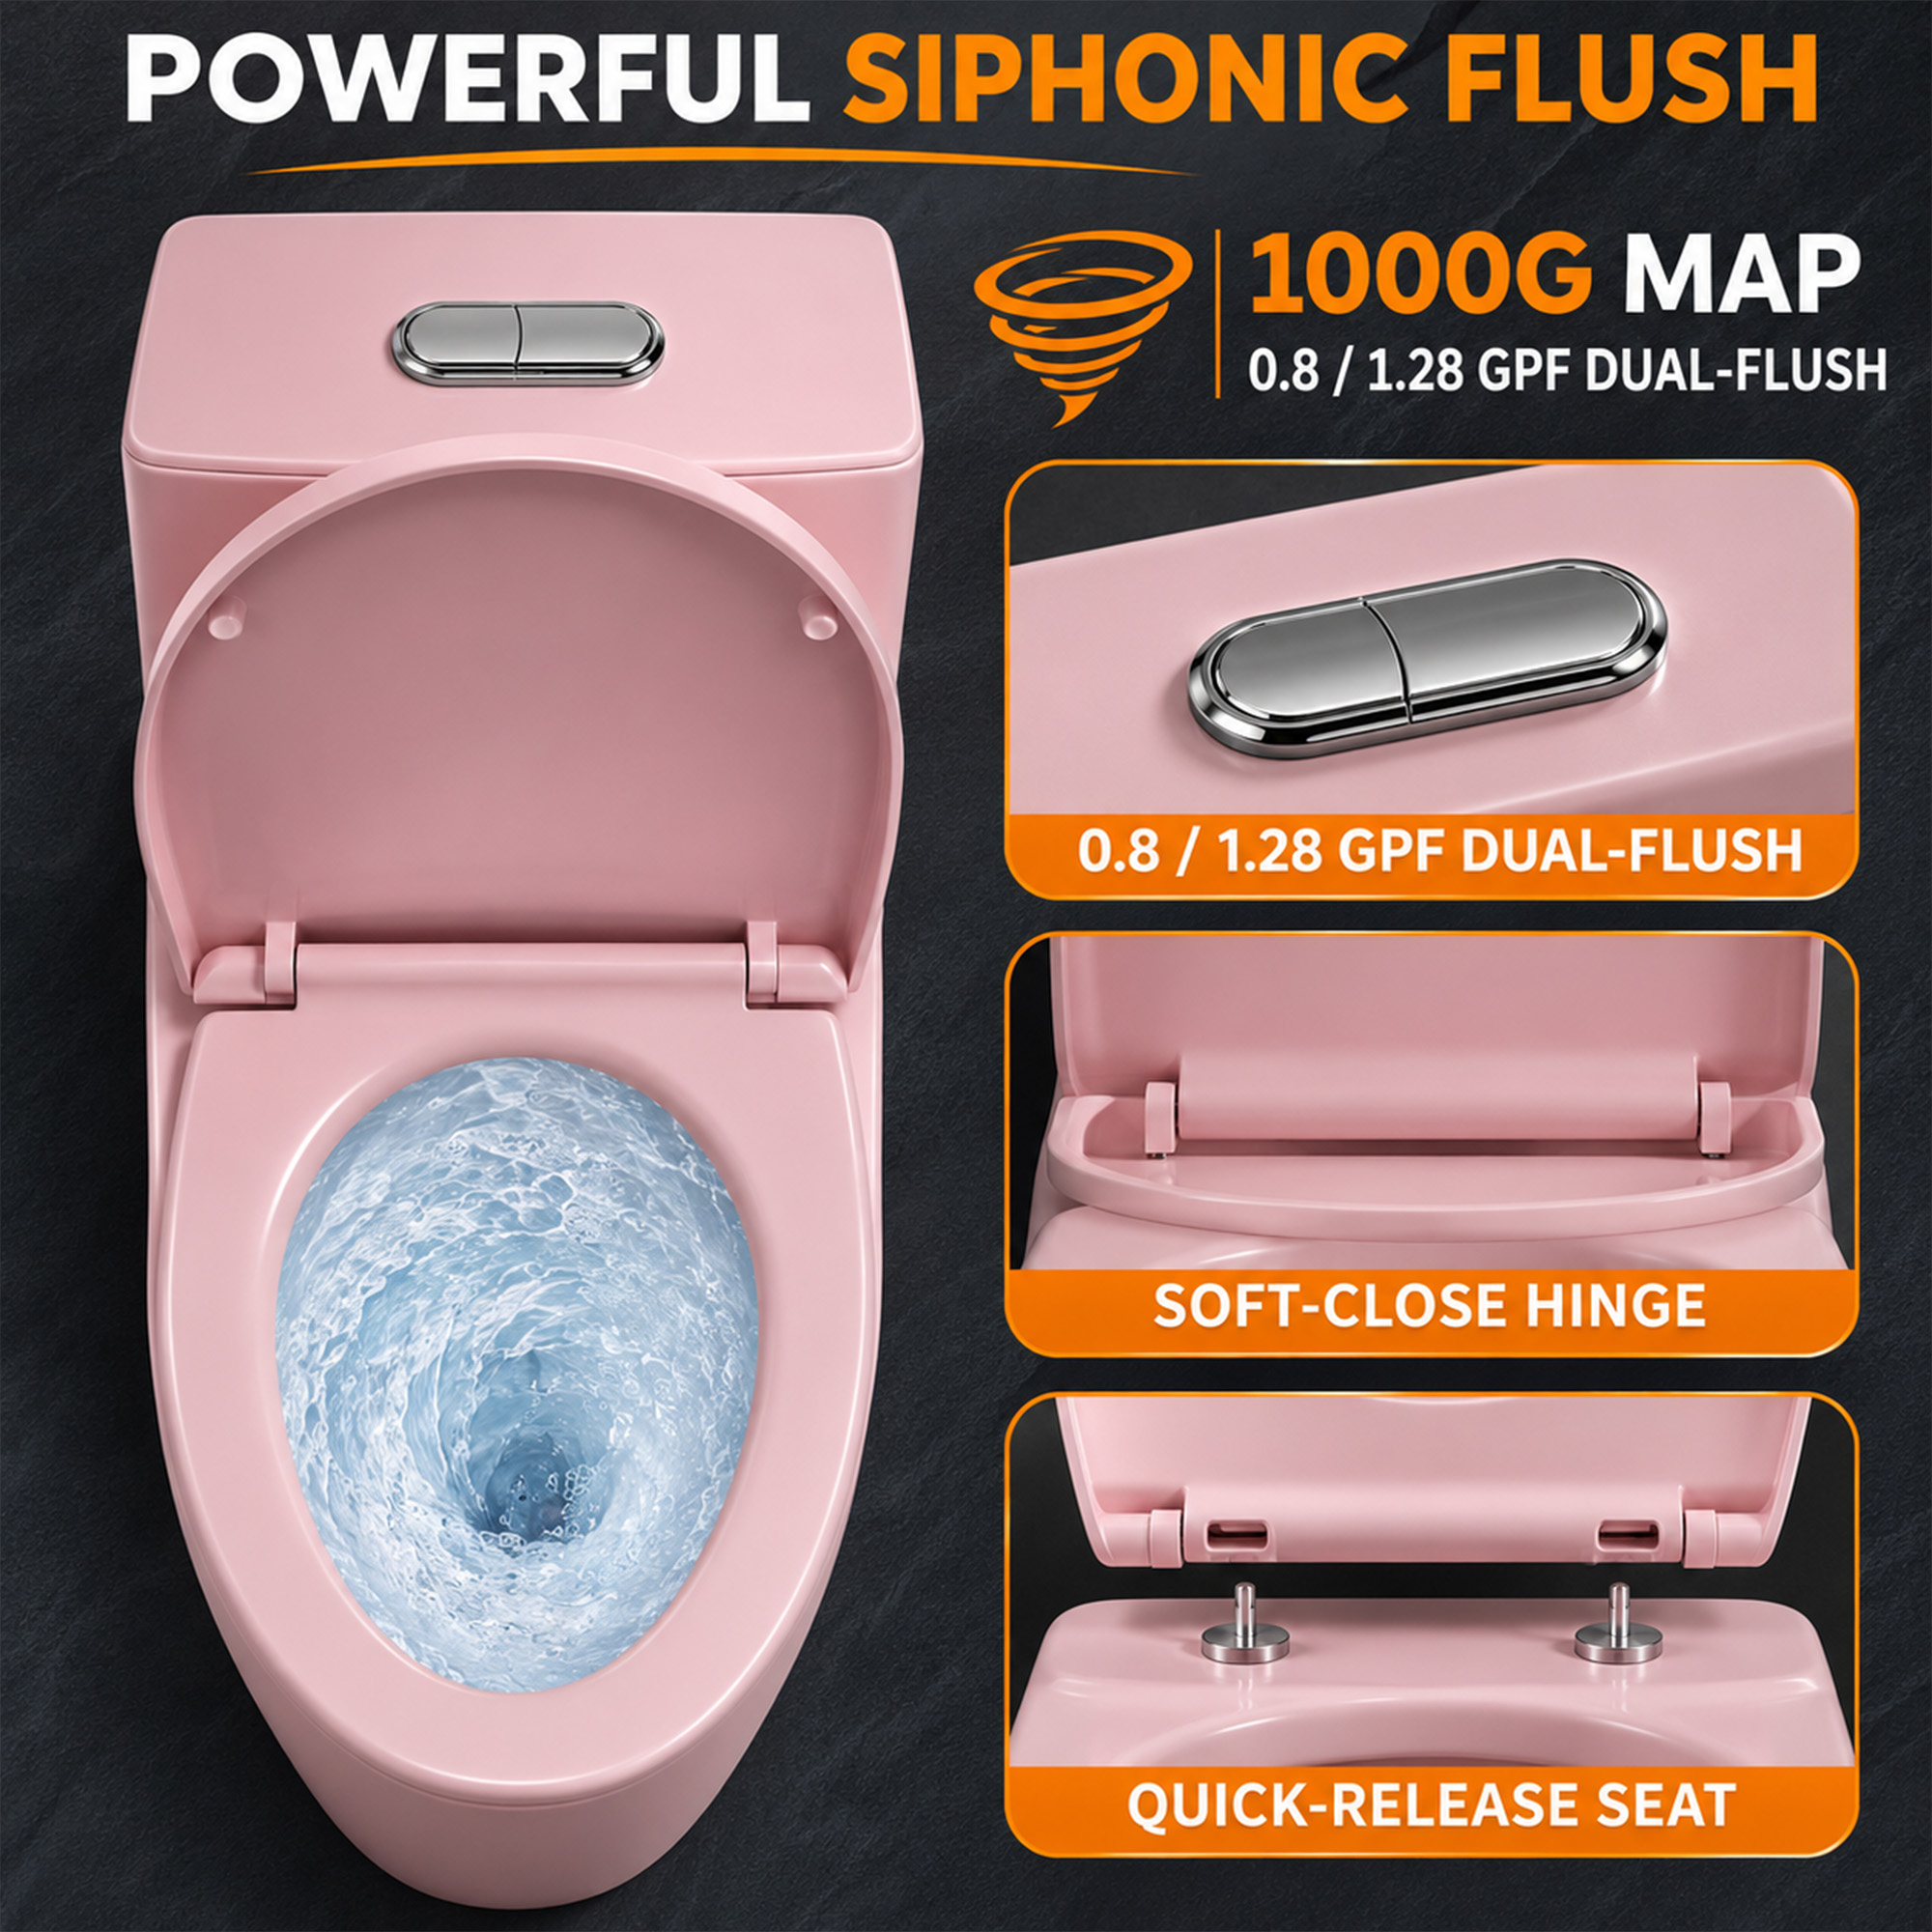 POWERFUL SIPHONIC FLUSH
1000G MAP
0.8 / 1.28 GPF DUAL-FLUSH
0.8 / 1.28 GPF DUAL-FLUSH
SOFT-CLOSE HINGE
QUICK-RELEASE SEAT